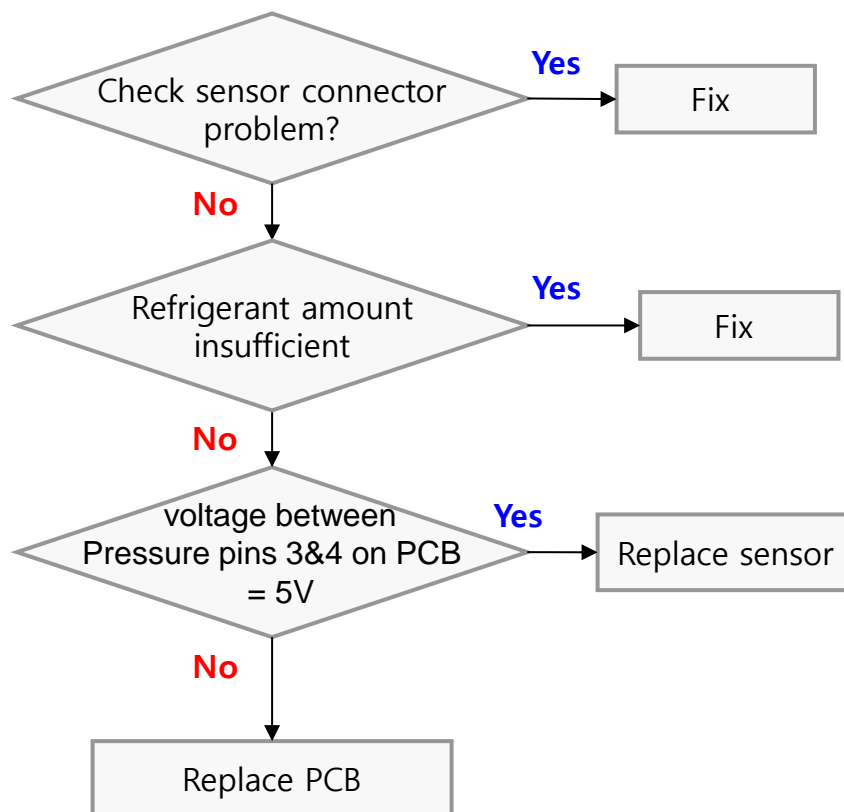 Yes
Check sensor connector
problem?
Fix
No
Yes
Refrigerant amount
insufficient
Fix
No
voltage between
Pressure pins 3&4 on PCB
= 5V
Yes
Replace sensor
No
Replace PCB